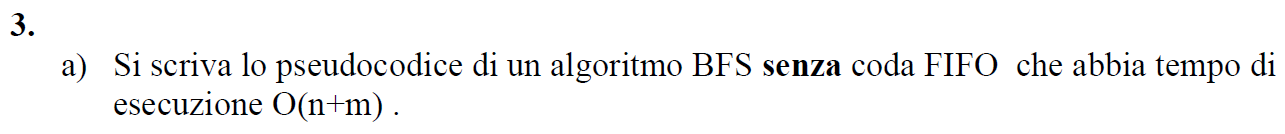 3.
a) Si scriva lo pseudocodice di un algoritmo BFS senza coda FIFO che abbia tempo di
esecuzione O(n+m) .